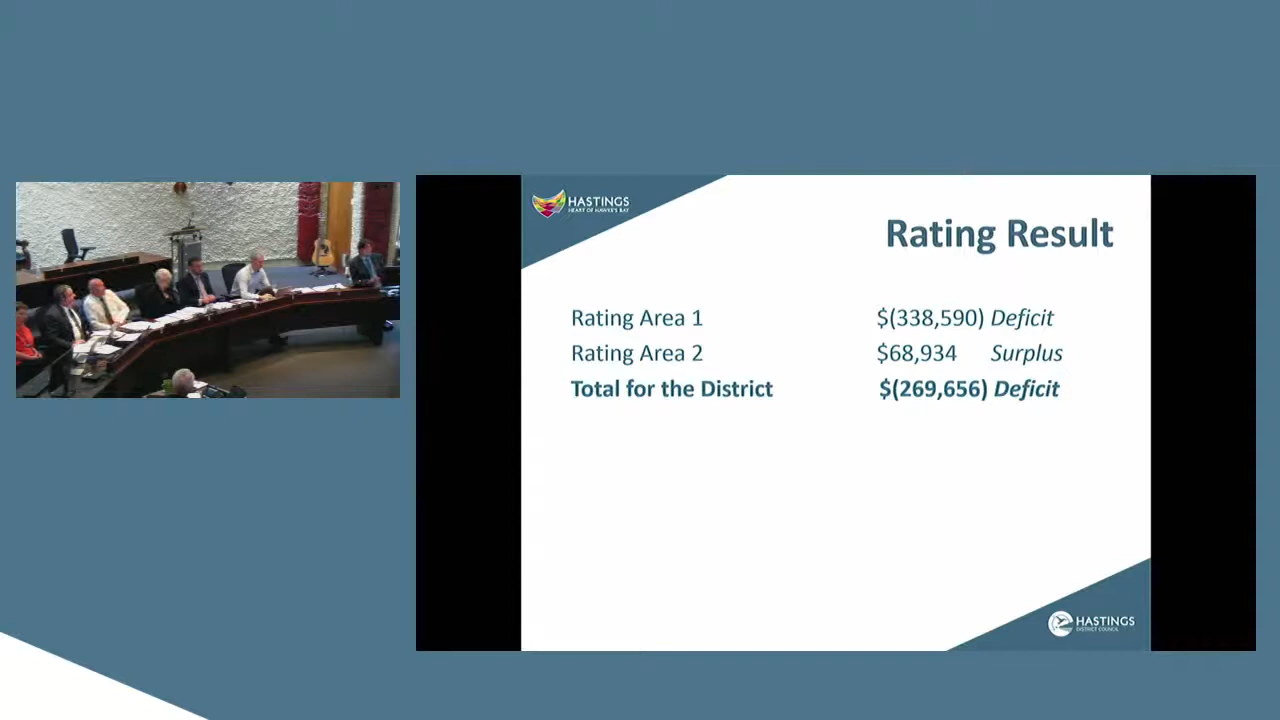 HASTINGS
HEART OF HAWKE'S BAY
Rating Result
Rating Area 1 $(338,590) Deficit
Rating Area 2 $68,934 Surplus
Total for the District $(269,656) Deficit
HASTINGS
DISTRICT COUNCIL